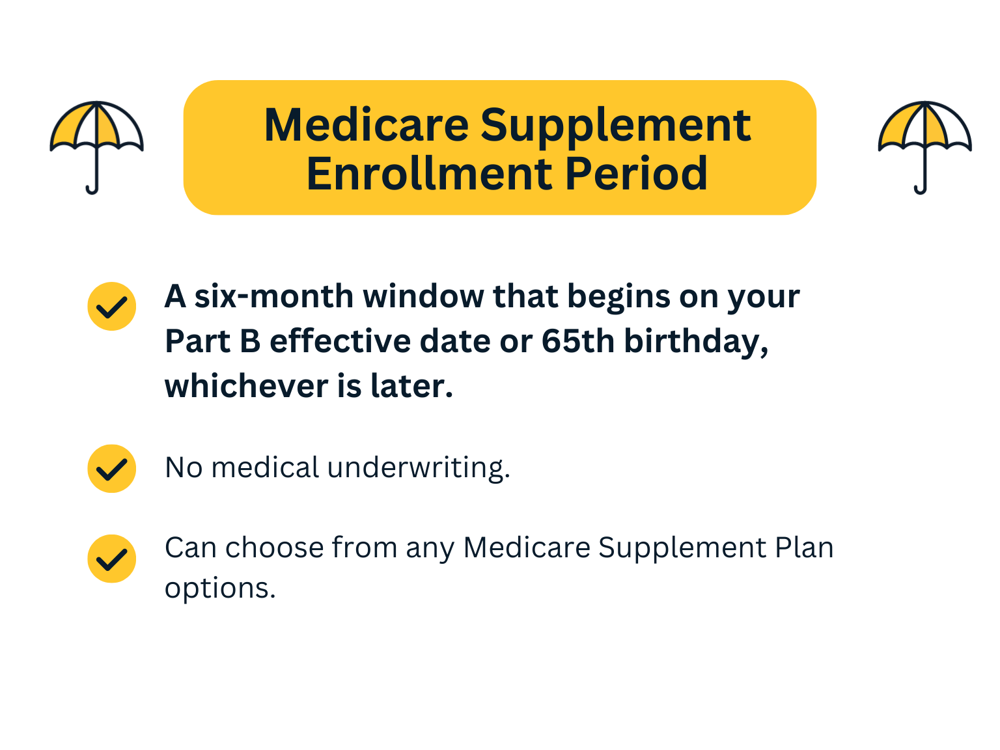 Medicare Supplement
Enrollment Period
A six-month window that begins on your
Part B effective date or 65th birthday,
whichever is later.
No medical underwriting.
Can choose from any Medicare Supplement Plan
options.